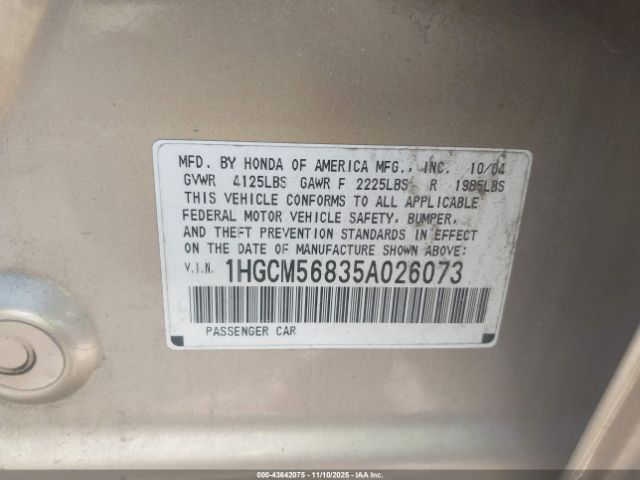 MFD. BY HONDA OF AMERICA MFG., INC. 10/04
GVWR 4125LBS GAWR F 2225LBS R 1985LBS
THIS VEHICLE CONFORMS TO ALL APPLICABLE
FEDERAL MOTOR VEHICLE SAFETY, BUMPER,
AND THEFT PREVENTION STANDARDS IN EFFECT
ON THE DATE OF MANUFACTURE SHOWN ABOVE:
V.I.N. 1HGCM56835A026073
PASSENGER CAR
000-43642075 — 11/10/2025 — IAAI.COM